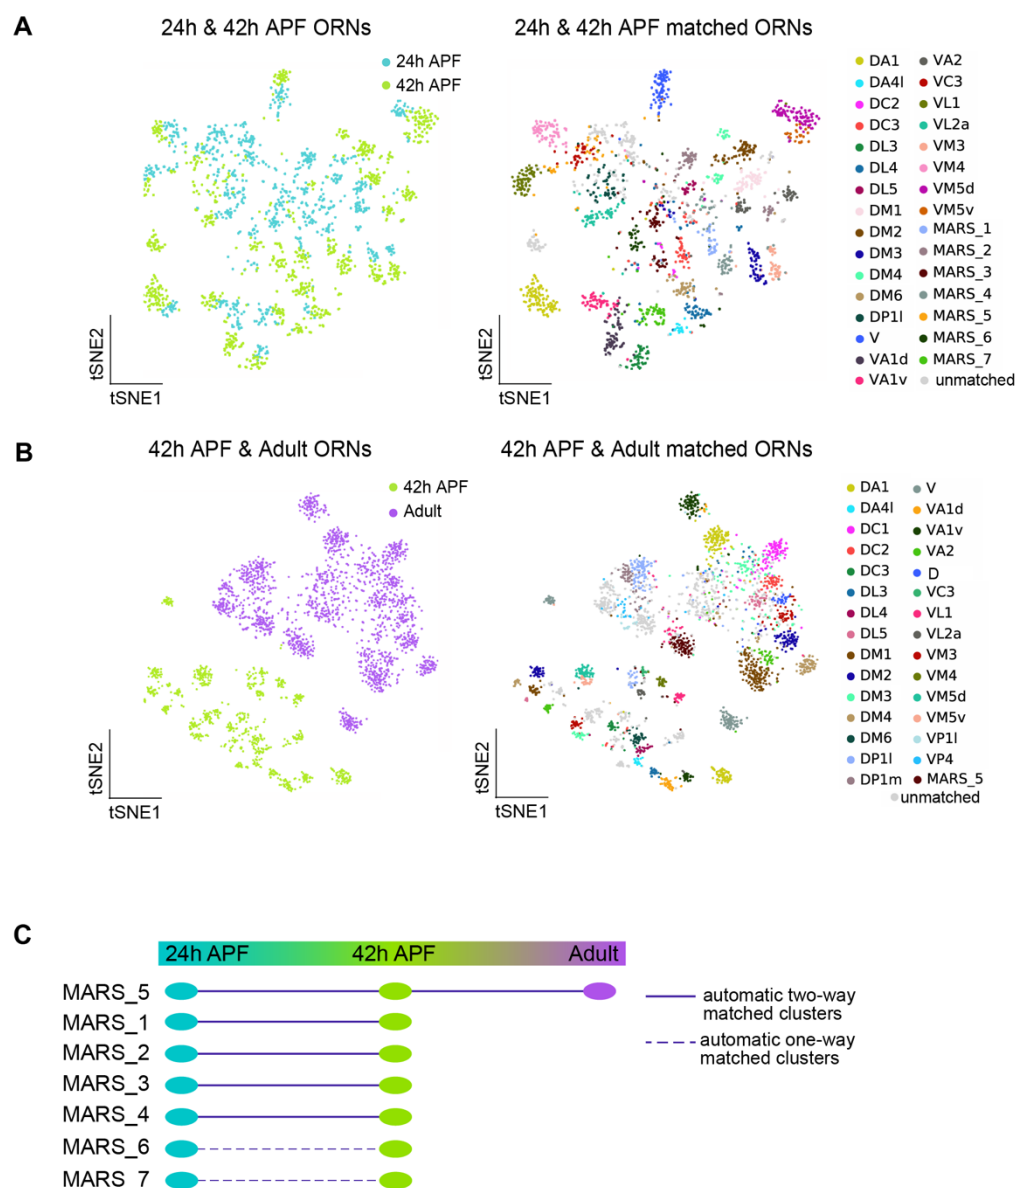 A
24h & 42h APF ORNs
24h & 42h APF matched ORNs
24h APF
42h APF
DA1
DA4l
DC2
DC3
DL3
DL4
DL5
DM1
DM2
DM3
DM4
DM6
DP1l
V
VA1d
VA1v
VA2
VC3
VL1
VL2a
VM3
VM4
VM5d
VM5v
MARS_1
MARS_2
MARS_3
MARS_4
MARS_5
MARS_6
MARS_7
unmatched
tSNE2
tSNE1
tSNE2
tSNE1
B
42h APF & Adult ORNs
42h APF & Adult matched ORNs
42h APF
Adult
DA1
DA4l
DC1
DC2
DC3
DL3
DL4
DL5
DM1
DM2
DM3
DM4
DM6
DP1l
DP1m
V
VA1d
VA1v
VA2
D
VC3
VL1
VL2a
VM3
VM4
VM5d
VM5v
VP1l
VP4
MARS_5
unmatched
tSNE2
tSNE1
tSNE2
tSNE1
C
24h APF 42h APF Adult
MARS_5
MARS_1
MARS_2
MARS_3
MARS_4
MARS_6
MARS_7
automatic two-way
matched clusters
automatic one-way
matched clusters